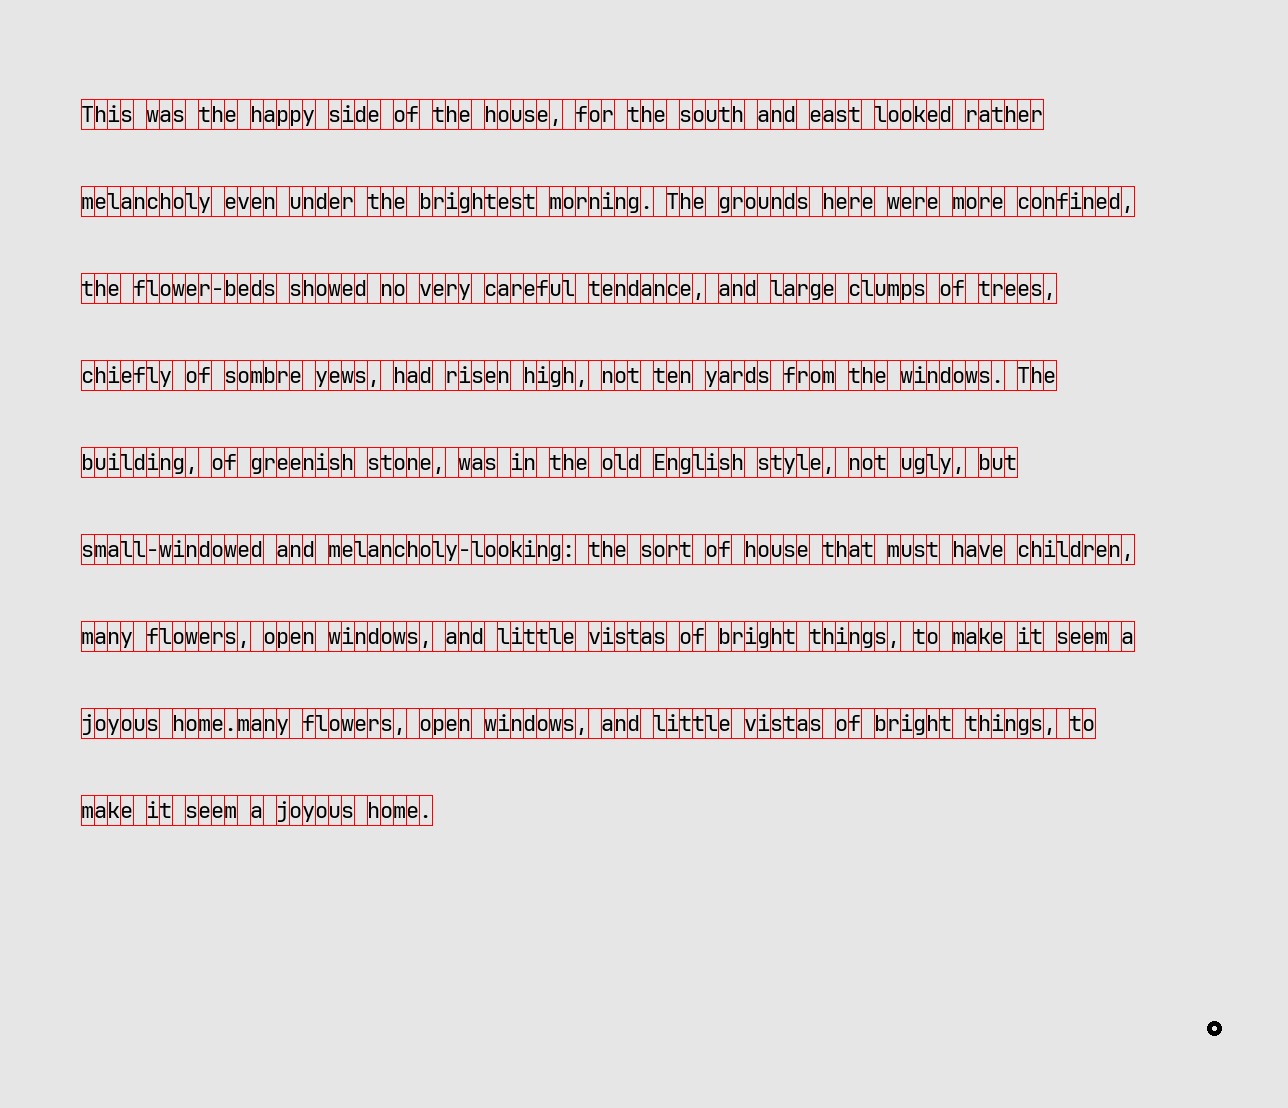 This was the happy side of the house, for the south and east looked rather
melancholy even under the brightest morning. The grounds here were more confined,
the flower-beds showed no very careful tendance, and large clumps of trees,
chiefly of sombre yews, had risen high, not ten yards from the windows. The
building, of greenish stone, was in the old English style, not ugly, but
small-windowed and melancholy-looking: the sort of house that must have children,
many flowers, open windows, and little vistas of bright things, to make it seem a
joyous home.many flowers, open windows, and little vistas of bright things, to
make it seem a joyous home.